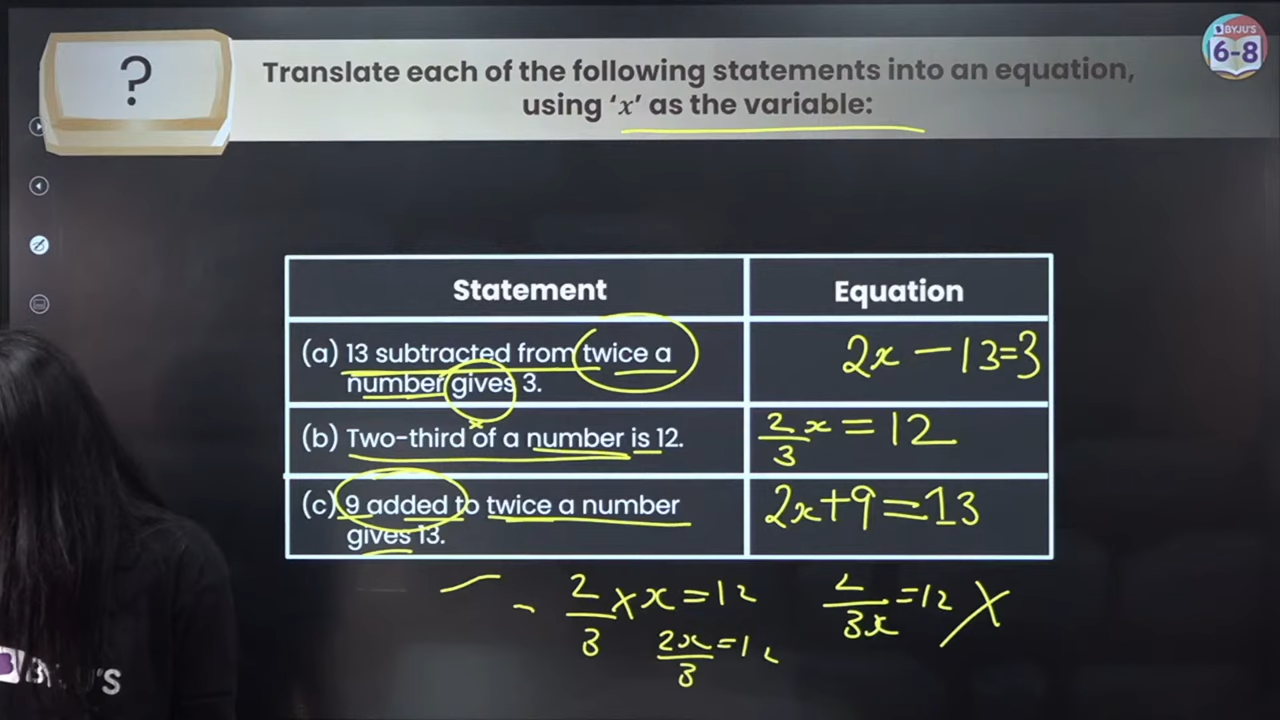 BYJU'S
6-8
?
Translate each of the following statements into an equation,
using ‘x’ as the variable:
Statement
Equation
(a) 13 subtracted from twice a
number gives 3.
2x - 13 = 3
(b) Two-third of a number is 12.
2/3 x = 12
(c) 9 added to twice a number
gives 13.
2x + 9 = 13
2/3 × x = 12
2/3x = 12 X
2x/3 = 12
BYJU'S